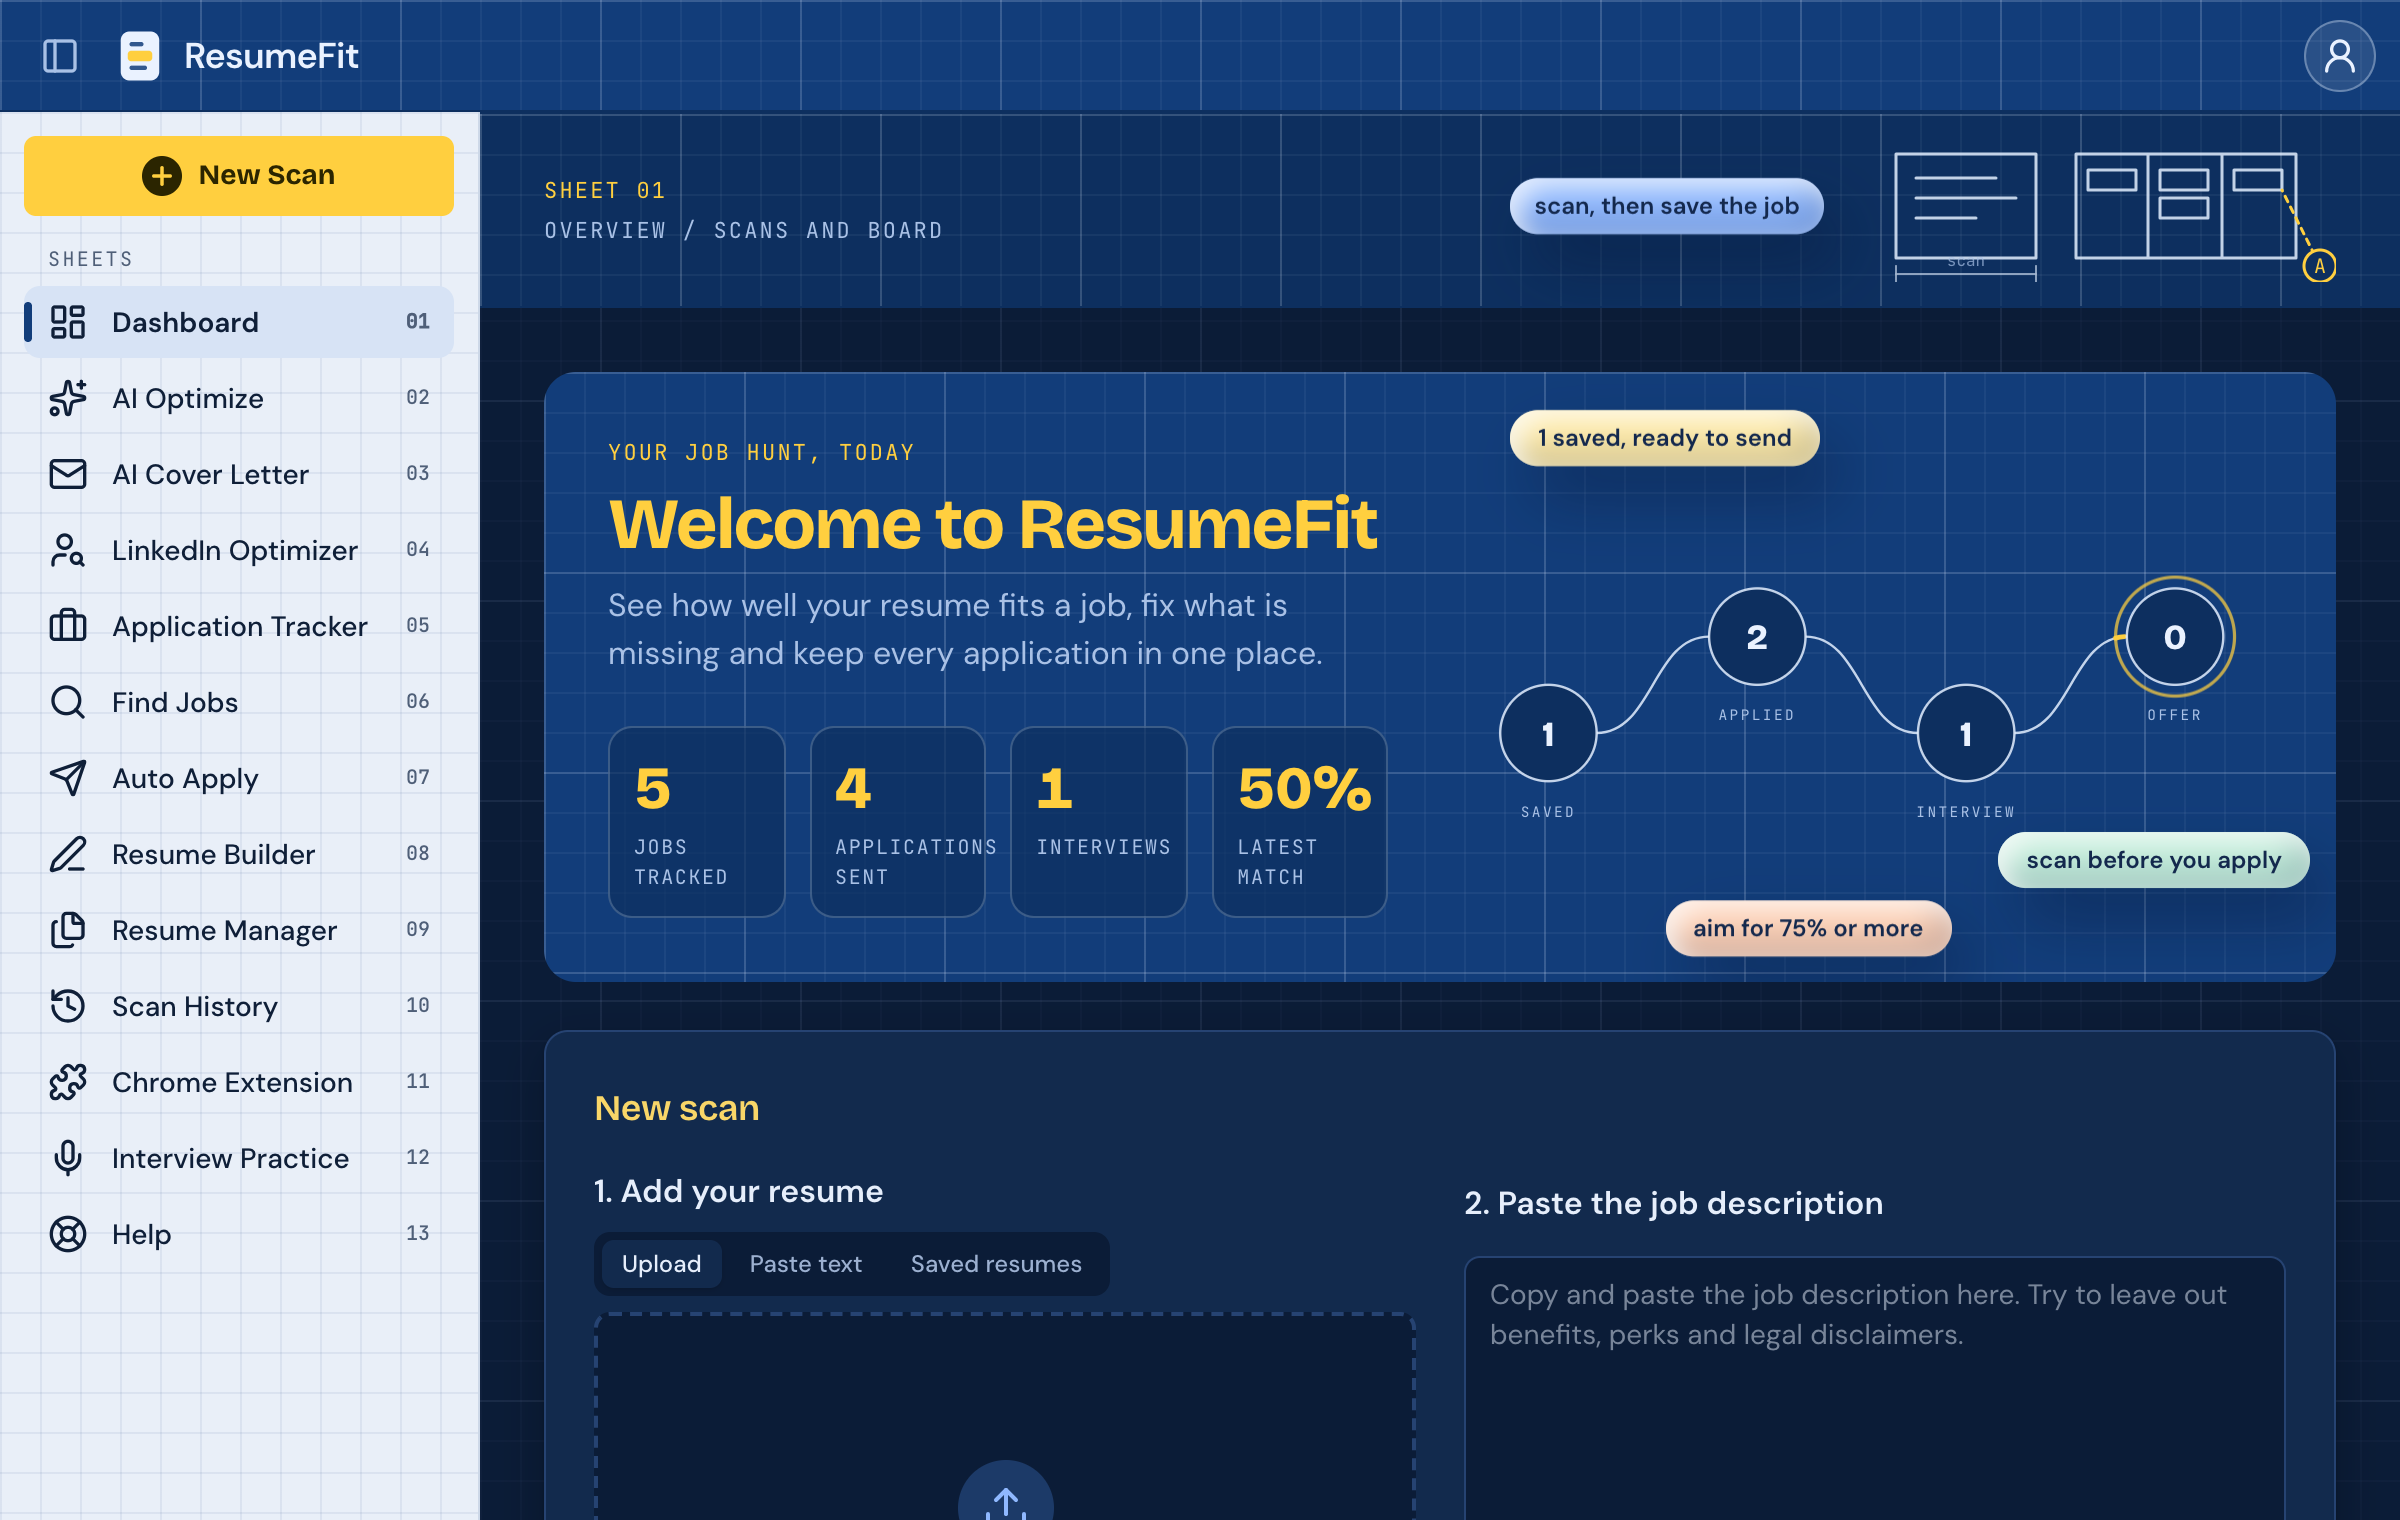 ResumeFit
New Scan
SHEETS
Dashboard 01
AI Optimize 02
AI Cover Letter 03
LinkedIn Optimizer 04
Application Tracker 05
Find Jobs 06
Auto Apply 07
Resume Builder 08
Resume Manager 09
Scan History 10
Chrome Extension 11
Interview Practice 12
Help 13
SHEET 01
OVERVIEW / SCANS AND BOARD
scan, then save the job
scan
A
YOUR JOB HUNT, TODAY
Welcome to ResumeFit
See how well your resume fits a job, fix what is
missing and keep every application in one place.
5
JOBS
TRACKED
4
APPLICATIONS
SENT
1
INTERVIEWS
50%
LATEST
MATCH
1 saved, ready to send
1
SAVED
2
APPLIED
1
INTERVIEW
0
OFFER
scan before you apply
aim for 75% or more
New scan
1. Add your resume
Upload Paste text Saved resumes
2. Paste the job description
Copy and paste the job description here. Try to leave out
benefits, perks and legal disclaimers.